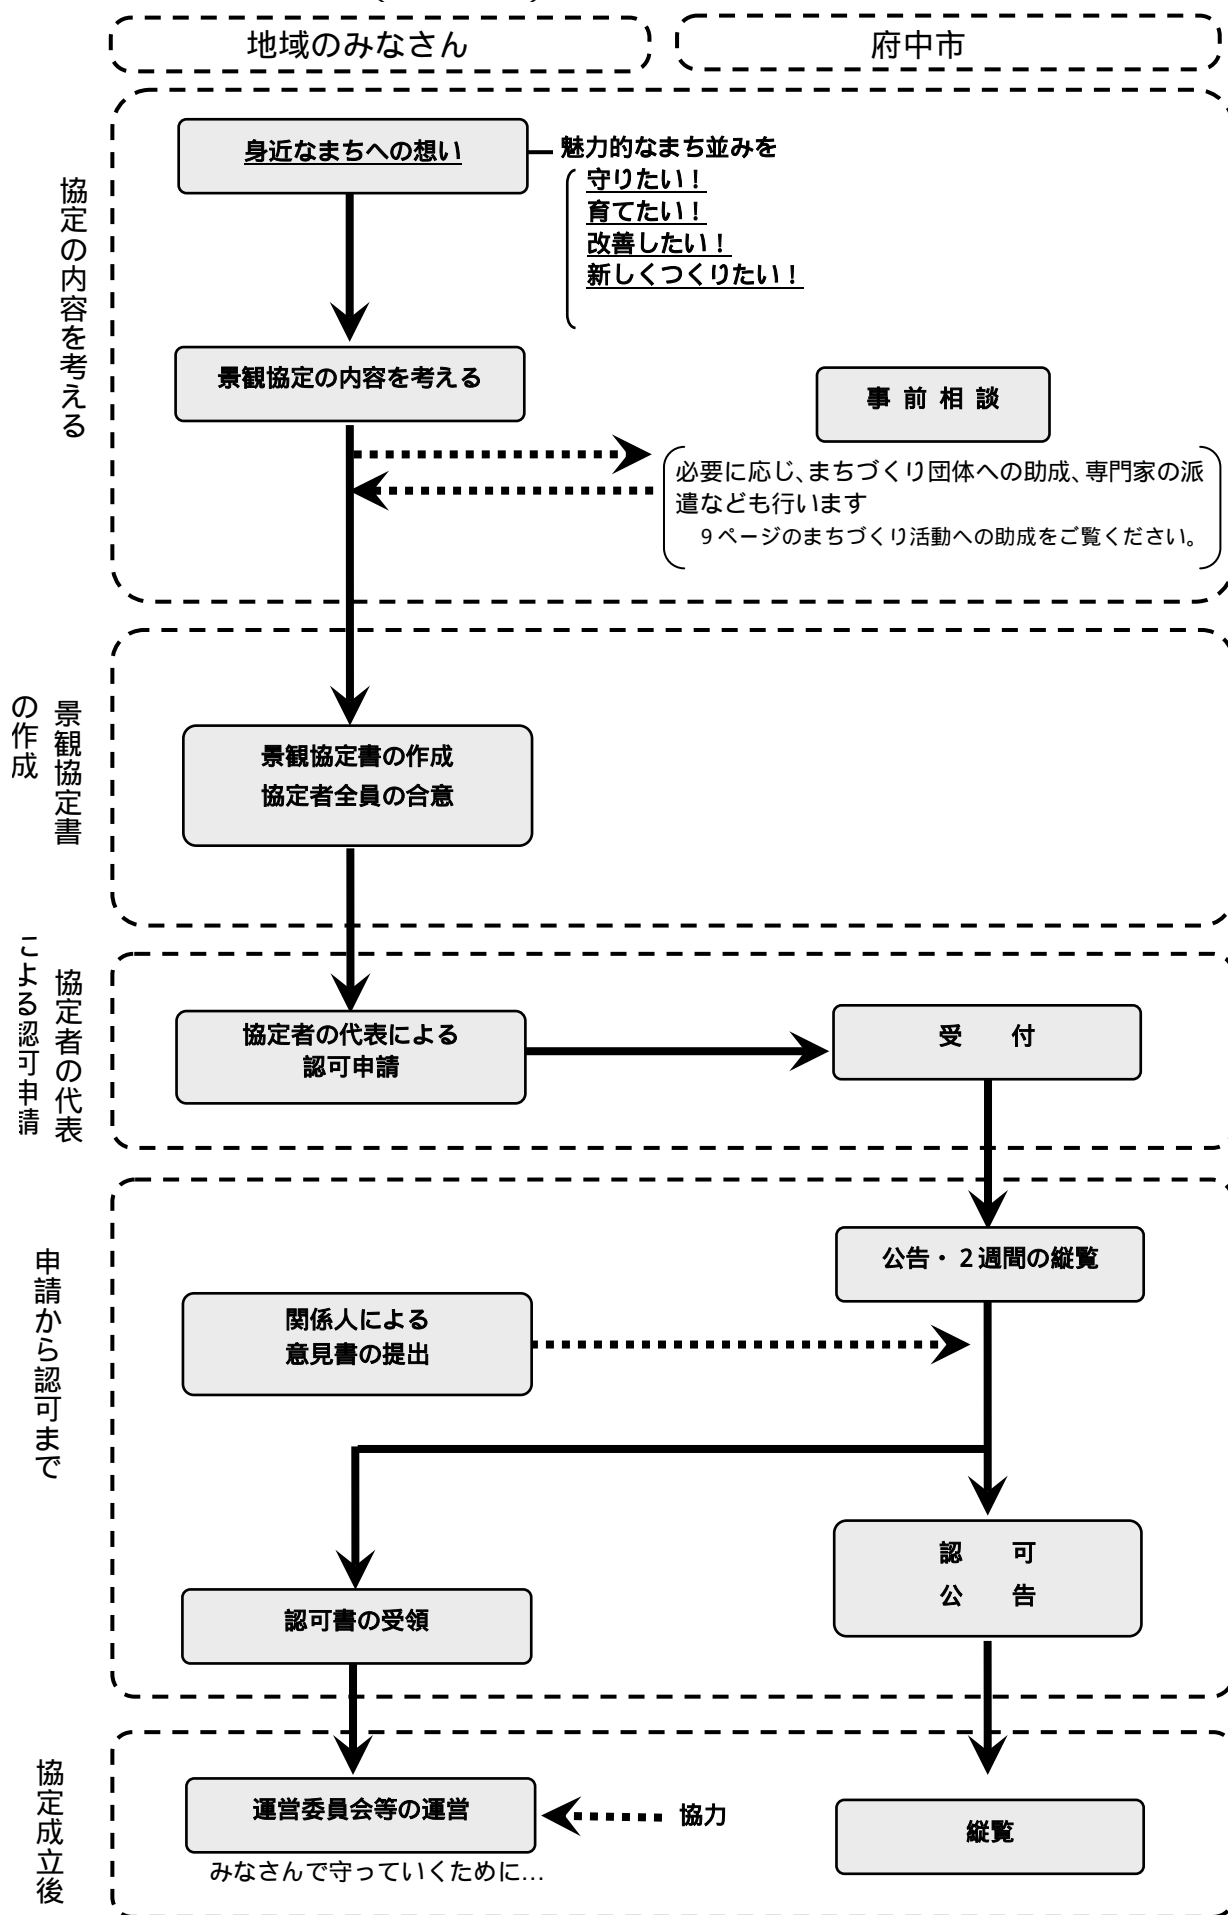 地域のみなさん
府中市
協定の内容を考える
身近なまちへの想い
魅力的なまち並みを
守りたい！
育てたい！
改善したい！
新しくつくりたい！
景観協定の内容を考える
事 前 相 談
必要に応じ、まちづくり団体への助成、専門家の派
遣なども行います
9ページのまちづくり活動への助成をご覧ください。
景観協定書
の作成
景観協定書の作成
協定者全員の合意
協定者の代表
による認可申請
協定者の代表による
認可申請
受　　付
申請から認可まで
公告・２週間の縦覧
関係人による
意見書の提出
認　　可
公　　告
認可書の受領
協定成立後
運営委員会等の運営
協力
みなさんで守っていくために…
縦覧